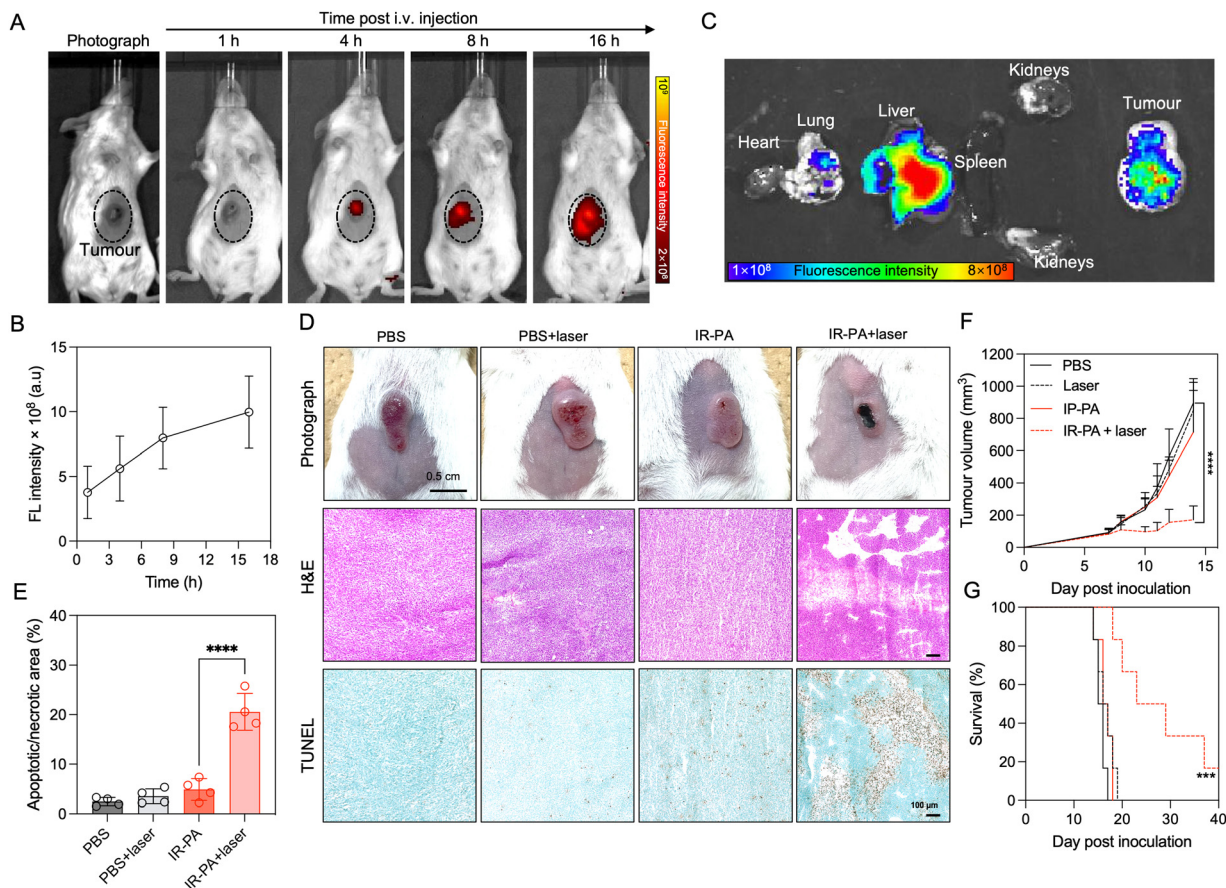 A
Time post i.v. injection
Photograph
1 h
4 h
8 h
16 h
Tumour
10⁹
Fluorescence intensity
2×10⁸
C
Heart
Lung
Liver
Spleen
Kidneys
Kidneys
Tumour
1×10⁸ Fluorescence intensity 8×10⁸
B
FL intensity × 10⁸ (a.u)
15
10
5
0
0 3 6 9 12 15 18
Time (h)
D
PBS
PBS+laser
IR-PA
IR-PA+laser
Photograph
0.5 cm
H&E
TUNEL
100 µm
E
Apoptotic/necrotic area (%)
40
30
20
10
0
****
PBS
PBS+laser
IR-PA
IR-PA+laser
F
Tumour volume (mm³)
1200
1000
800
600
400
200
0
PBS
Laser
IP-PA
IR-PA + laser
****
0 5 10 15
Day post inoculation
G
Survival (%)
100
80
60
40
20
0
***
0 10 20 30 40
Day post inoculation